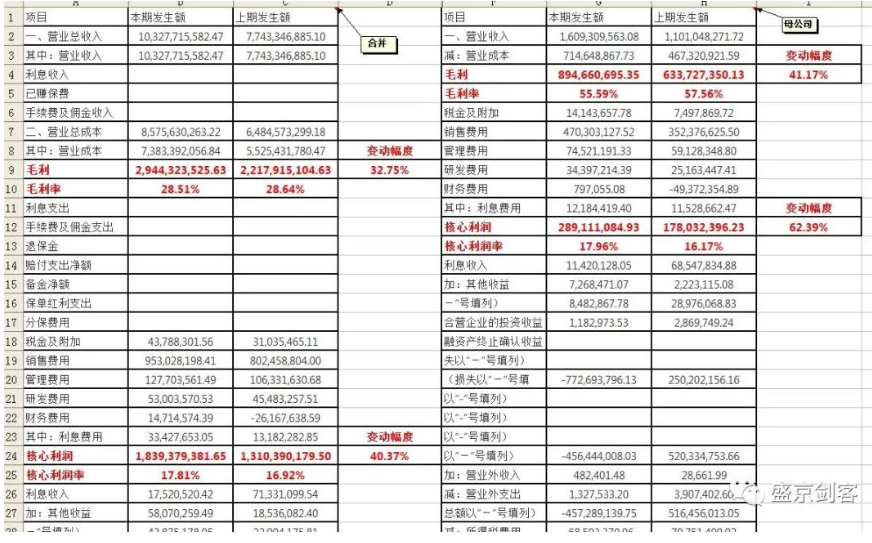 A B C D F G H I
1 项目 本期发生额 上期发生额 项目 本期发生额 上期发生额 母公司
2 一、营业总收入 10,327,715,582.47 7,743,346,885.10 合并 一、营业收入 1,609,309,563.08 1,101,048,271.72
3 其中：营业收入 10,327,715,582.47 7,743,346,885.10 减：营业成本 714,648,867.73 467,320,921.59 变动幅度
4 利息收入 毛利 894,660,695.35 633,727,350.13 41.17%
5 已赚保费 毛利率 55.59% 57.56%
6 手续费及佣金收入 税金及附加 14,143,657.78 7,497,869.72
7 二、营业总成本 8,575,630,263.22 6,484,573,299.18 销售费用 470,303,127.52 352,376,625.50
8 其中：营业成本 7,383,392,056.84 5,525,431,780.47 变动幅度 管理费用 74,521,191.33 59,128,348.80
9 毛利 2,944,323,525.63 2,217,915,104.63 32.75% 研发费用 34,397,214.39 25,163,447.41
10 毛利率 28.51% 28.64% 财务费用 797,055.08 -49,372,354.89
11 利息支出 其中：利息费用 12,184,419.40 11,528,662.47 变动幅度
12 手续费及佣金支出 核心利润 289,111,084.93 178,032,396.23 62.39%
13 退保金 核心利润率 17.96% 16.17%
14 赔付支出净额 利息收入 11,420,128.05 68,547,834.88
15 备金净额 加：其他收益 7,268,471.07 2,223,115.08
16 保单红利支出 －"号填列） 8,482,867.78 28,976,068.83
17 分保费用 合营企业的投资收益 1,182,973.53 2,869,749.24
18 税金及附加 43,788,301.56 31,035,465.11 融资产终止确认收益
19 销售费用 953,028,198.41 802,458,804.00 失以"－"号填列）
20 管理费用 127,703,561.49 106,331,630.68 （损失以"－"号填 -772,693,796.13 250,202,156.16
21 研发费用 53,003,570.53 45,483,257.51 以"-"号填列）
22 财务费用 14,714,574.39 -26,167,638.59 以"-"号填列）
23 其中：利息费用 33,427,653.05 13,182,282.85 变动幅度 以"-"号填列）
24 核心利润 1,839,379,381.65 1,310,390,179.50 40.37% 以"－"号填列） -456,444,008.03 520,334,753.66
25 核心利润率 17.81% 16.92% 加：营业外收入 482,401.48 28,661.99
26 利息收入 17,520,520.42 71,331,099.54 减：营业外支出 1,327,533.20 3,907,402.60
27 加：其他收益 58,070,259.49 18,536,082.40 总额以"－"号填列） -457,289,139.75 516,456,013.05
盛京剑客